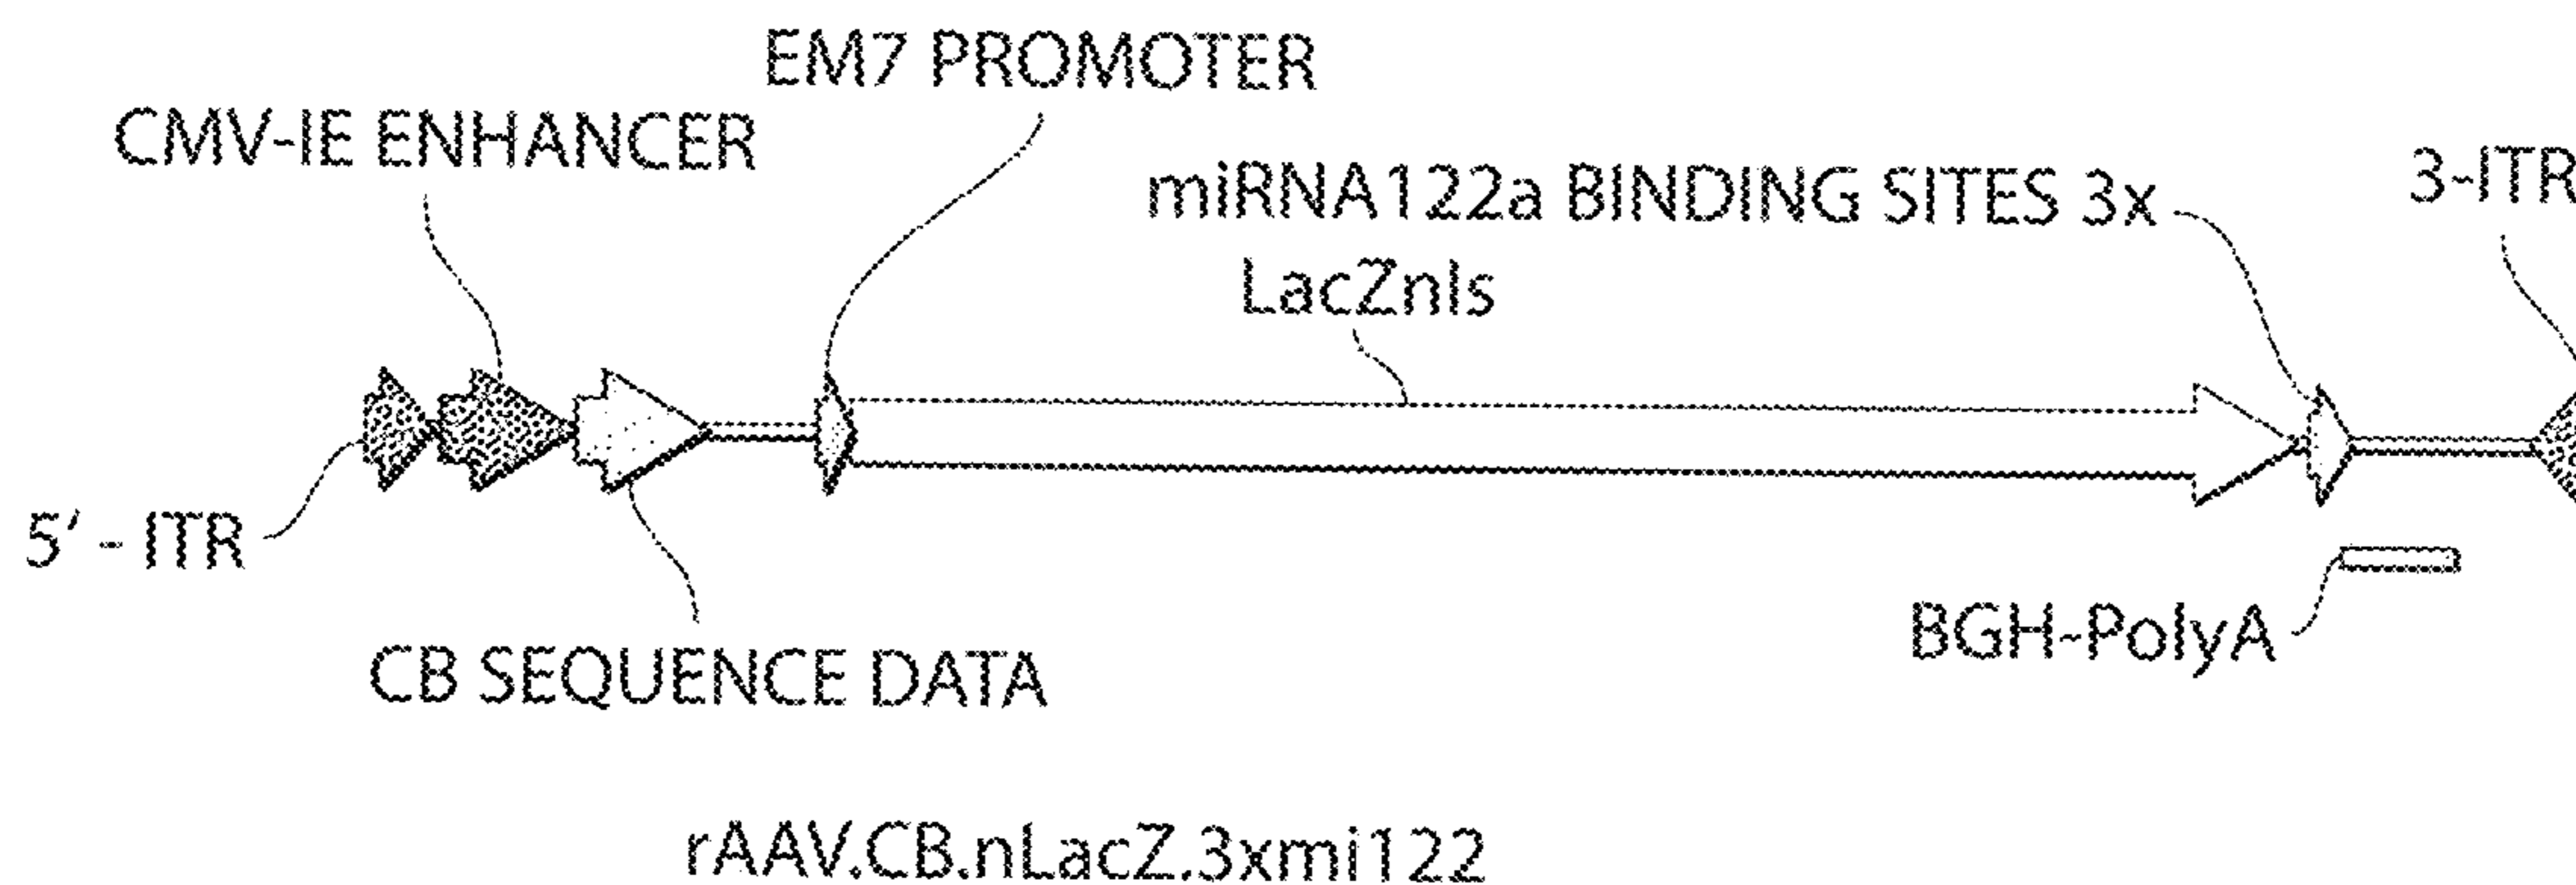 EM7 PROMOTER
CMV-IE ENHANCER
miRNA122a BINDING SITES 3x
3-ITR
LacZnls
5' - ITR
BGH-PolyA
CB SEQUENCE DATA
rAAV.CB.nLacZ.3xmi122